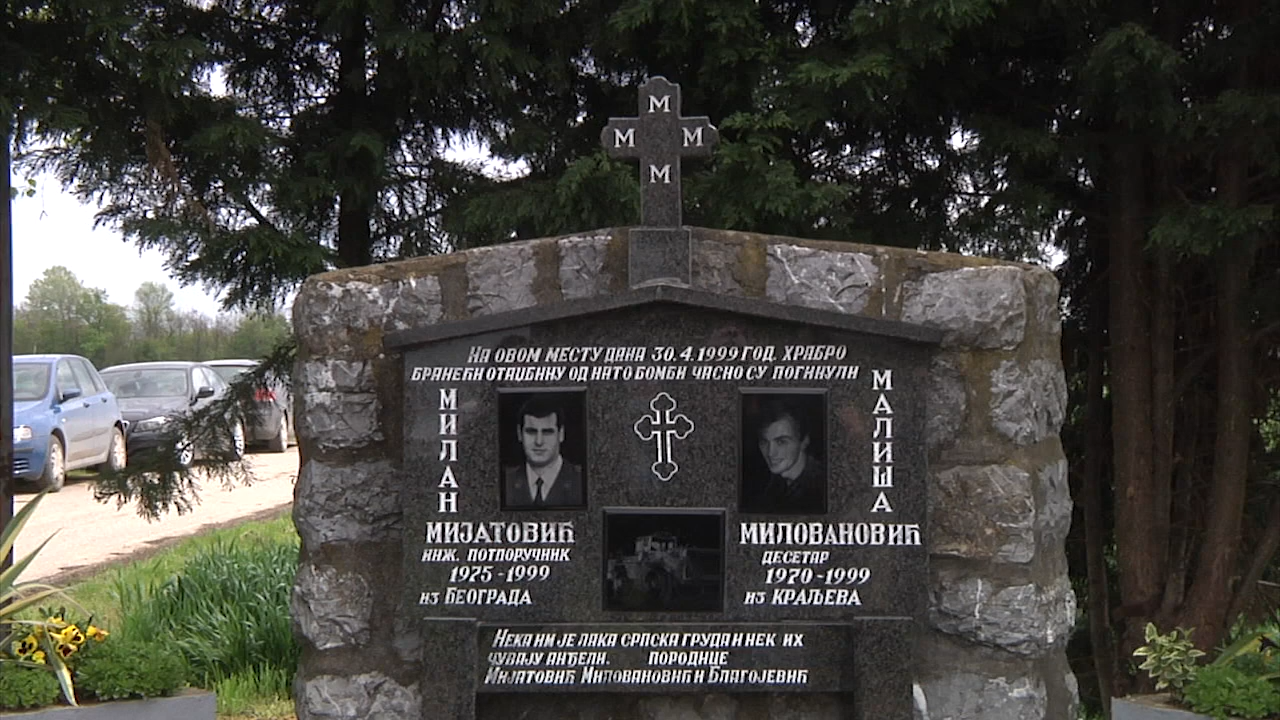 М
М М
М
НА ОВОМ МЕСТУ ДАНА 30.4.1999 ГОД. ХРАБРО
БРАНЕЋИ ОТАЏБИНУ ОД НАТО БОМБИ ЧАСНО СУ ПОГИНУЛИ
МИЛАН
МИЈАТОВИЋ
ИНЖ. ПОТПОРУЧНИК
1975-1999
ИЗ БЕОГРАДА
МАЛИША
МИЛОВАНОВИЋ
ДЕСЕТАР
1970-1999
ИЗ КРАЉЕВА
НЕКА ИМ ЈЕ ЛАКА СРПСКА ГРУДА И НЕК ИХ
ЧУВАЈУ АНЂЕЛИ. ПОРОДИЦЕ
МИЈАТОВИЋ МИЛОВАНОВИЋ И БЛАГОЈЕВИЋ